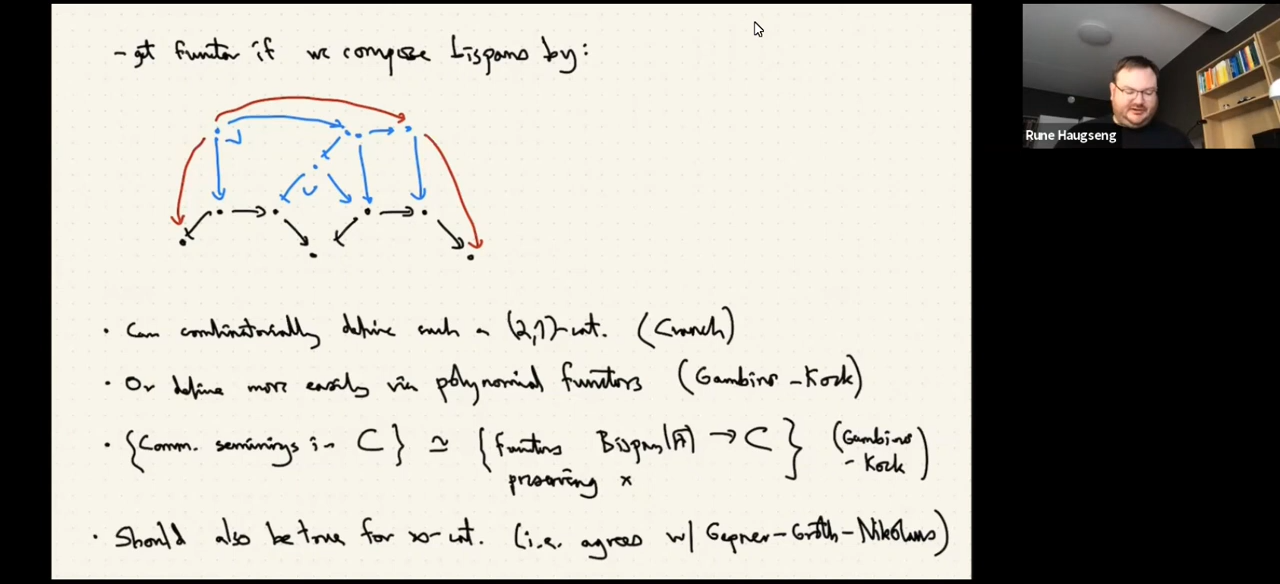 - get functor if we compose bispans by:
• Can combinatorially define such a (2,1)-cat. (Cranch)
• Or define more easily via polynomial functors (Gambino-Kock)
• {Comm. semirings in C} ≃ {functors Bispan(F) → C} (Gambino
preserving × - Kock)
• Should also be true for ∞-cat. (i.e. agrees w/ Gepner-Groth-Nikolaus)
Rune Haugseng